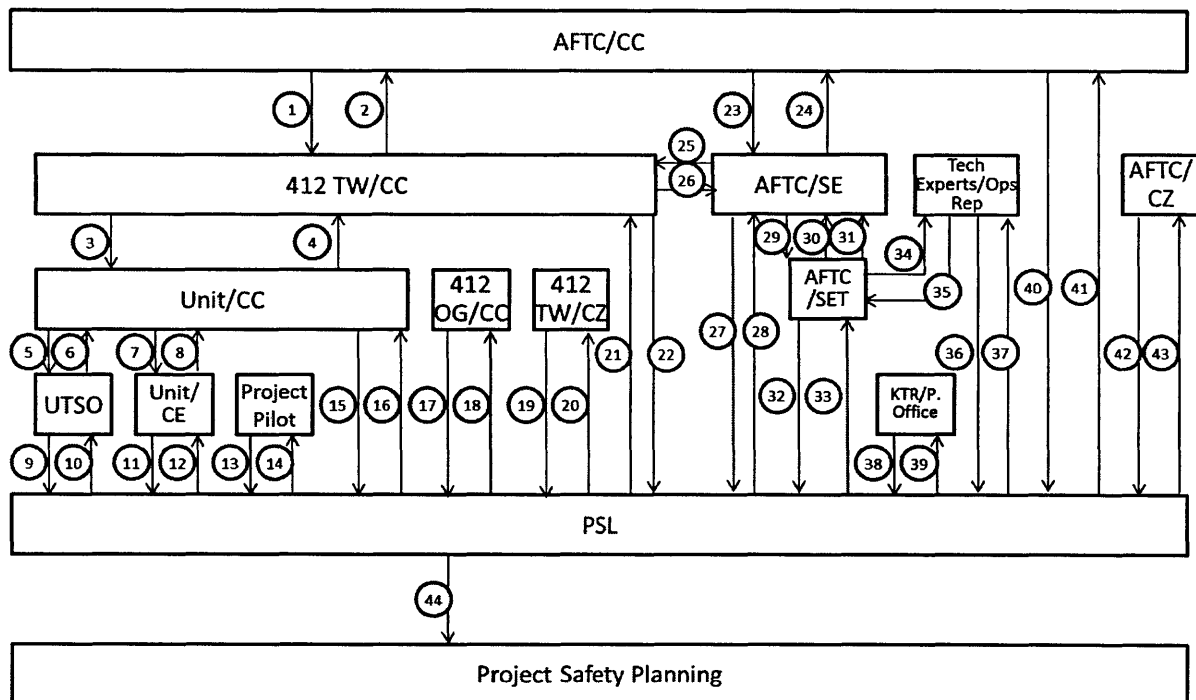 AFTC/CC
1
2
23
24
25
412 TW/CC
26
AFTC/SE
Tech
Experts/Ops
Rep
AFTC/
CZ
3
4
29
30
31
34
Unit/CC
412
OG/CC
412
TW/CZ
AFTC
/SET
35
40
41
5
6
7
8
21
22
27
28
36
37
42
43
UTSO
Unit/
CE
Project
Pilot
15
16
17
18
19
20
32
33
KTR/P.
Office
9
10
11
12
13
14
38
39
PSL
44
Project Safety Planning